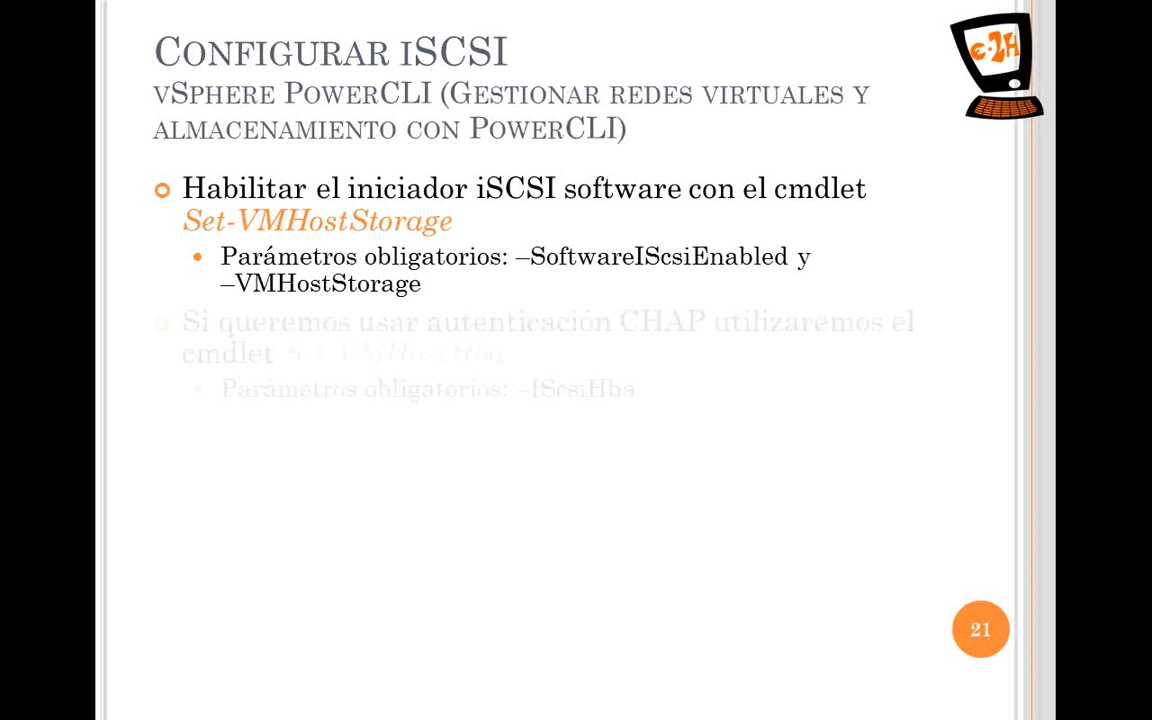 CONFIGURAR ISCSI
VSPHERE POWERCLI (GESTIONAR REDES VIRTUALES Y
ALMACENAMIENTO CON POWERCLI)
e-2H
Habilitar el iniciador iSCSI software con el cmdlet
Set-VMHostStorage
Parámetros obligatorios: –SoftwareIScsiEnabled y
–VMHostStorage
Si queremos usar autenticación CHAP utilizaremos el
cmdlet Set-VMHostHba
Parámetros obligatorios: –IScsiHba
21